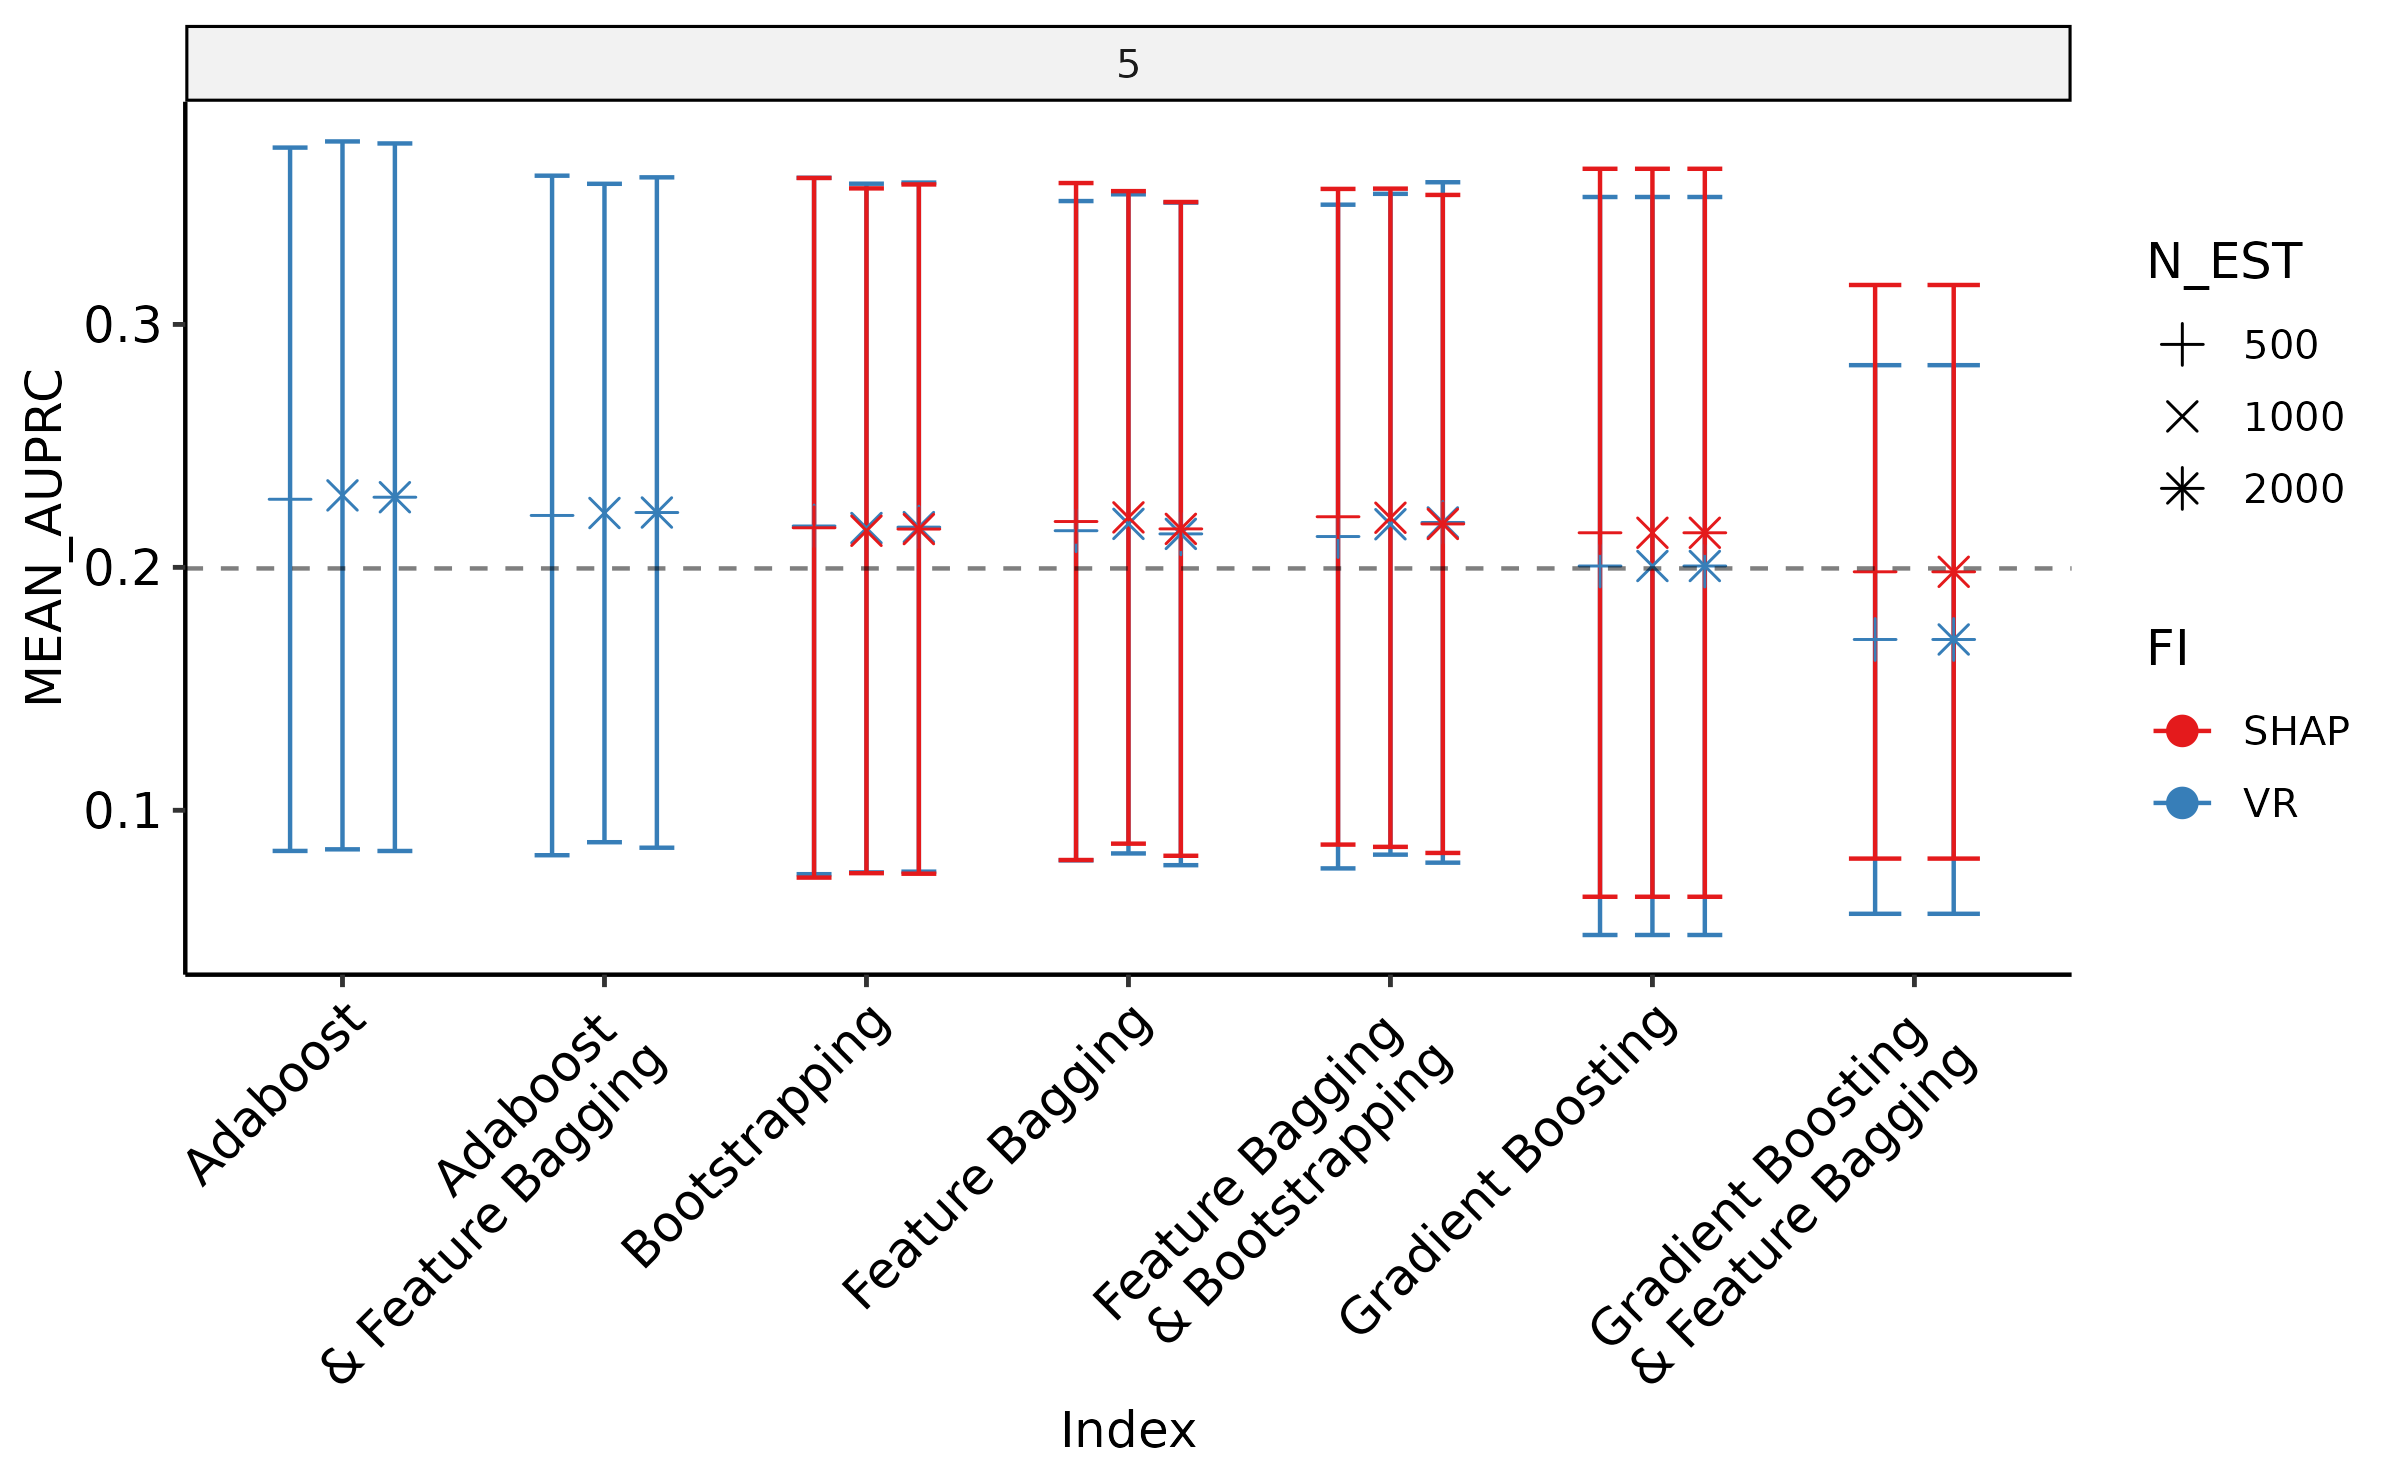 5
MEAN_AUPRC
0.3
0.2
0.1
Adaboost
Adaboost
& Feature Bagging
Bootstrapping
Feature Bagging
Feature Bagging
& Bootstrapping
Gradient Boosting
Gradient Boosting
& Feature Bagging
Index
N_EST
500
1000
2000
FI
SHAP
VR